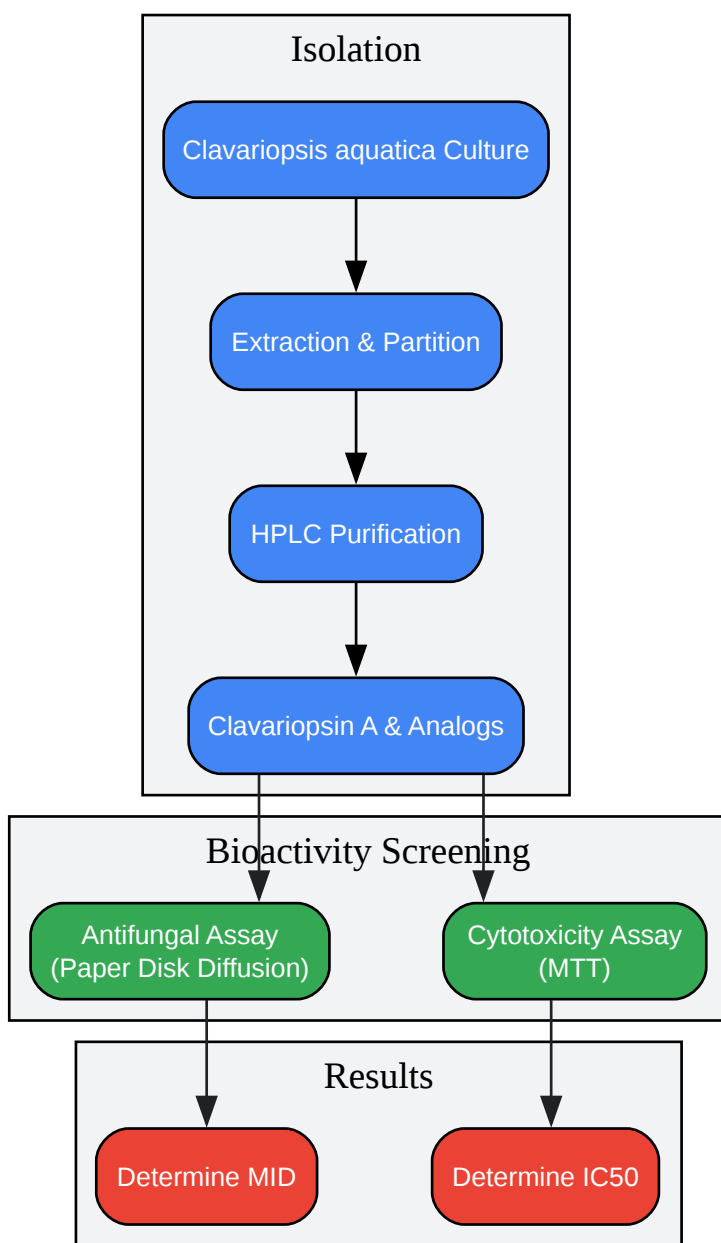 Isolation
Clavariopsis aquatica Culture
Extraction & Partition
HPLC Purification
Clavariopsin A & Analogs
Bioactivity Screening
Antifungal Assay
(Paper Disk Diffusion)
Cytotoxicity Assay
(MTT)
Results
Determine MID
Determine IC50